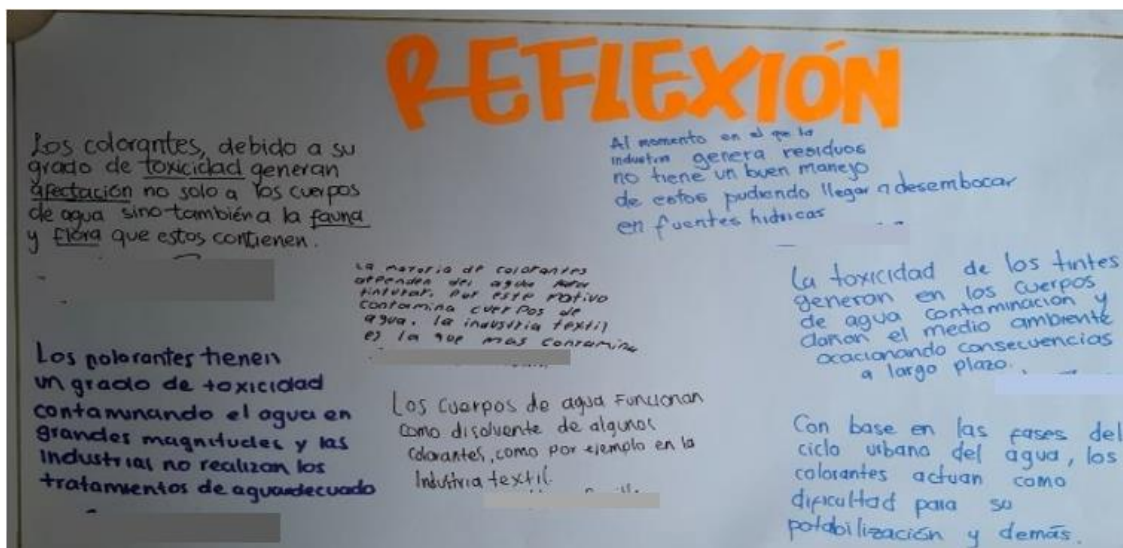 REFLEXIÓN
Los colorantes, debido a su
grado de toxicidad generan
afectación no solo a los cuerpos
de agua sino también a la fauna
y flora que estos contienen.
Al momento en el que la
industria genera residuos
no tiene un buen manejo
de estos pudiendo llegar a desembocar
en fuentes hidricas
La mayoria de colorantes
dependen del agua para
tinturar. Por este motivo
contamina cuerpos de
agua. la industria textil
es la que mas contamina
La toxicidad de los tintes
generan en los cuerpos
de agua contaminación y
dañan el medio ambiente
ocacionando consecuencias
a largo plazo.
Los colorantes tienen
un grado de toxicidad
contaminando el agua en
grandes magnitudes y las
industrias no realizan los
tratamientos de agua adecuado
Los cuerpos de agua Funcionan
como disolvente de algunos
colorantes, como por ejemplo en la
Industria textil.
Con base en las fases del
ciclo urbano del agua, los
colorantes actuan como
dificultad para su
potabilización y demás.